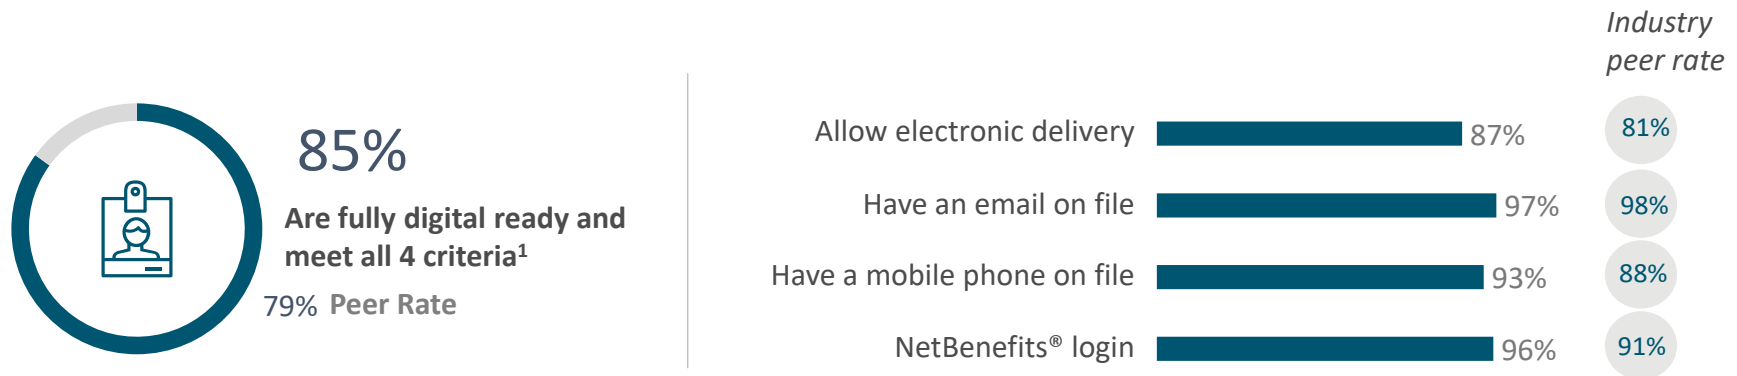 85%
Are fully digital ready and
meet all 4 criteria¹
79% Peer Rate
Industry
peer rate
Allow electronic delivery 87% 81%
Have an email on file 97% 98%
Have a mobile phone on file 93% 88%
NetBenefits® login 96% 91%